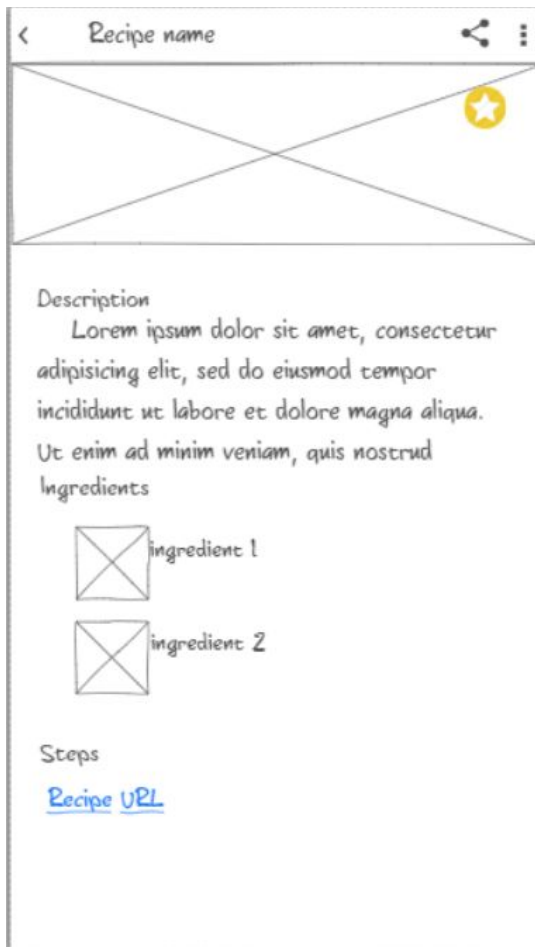 Recipe name
Description
Lorem ipsum dolor sit amet, consectetur
adipisicing elit, sed do eiusmod tempor
incididunt ut labore et dolore magna aliqua.
Ut enim ad minim veniam, quis nostrud
Ingredients
ingredient 1
ingredient 2
Steps
Recipe URL